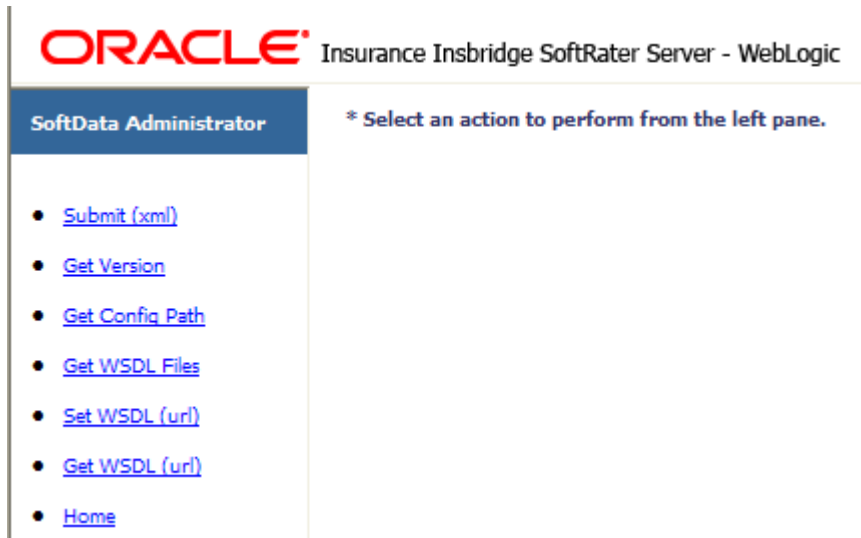 ORACLE Insurance Insbridge SoftRater Server - WebLogic
SoftData Administrator
* Select an action to perform from the left pane.
Submit (xml)
Get Version
Get Config Path
Get WSDL Files
Set WSDL (url)
Get WSDL (url)
Home